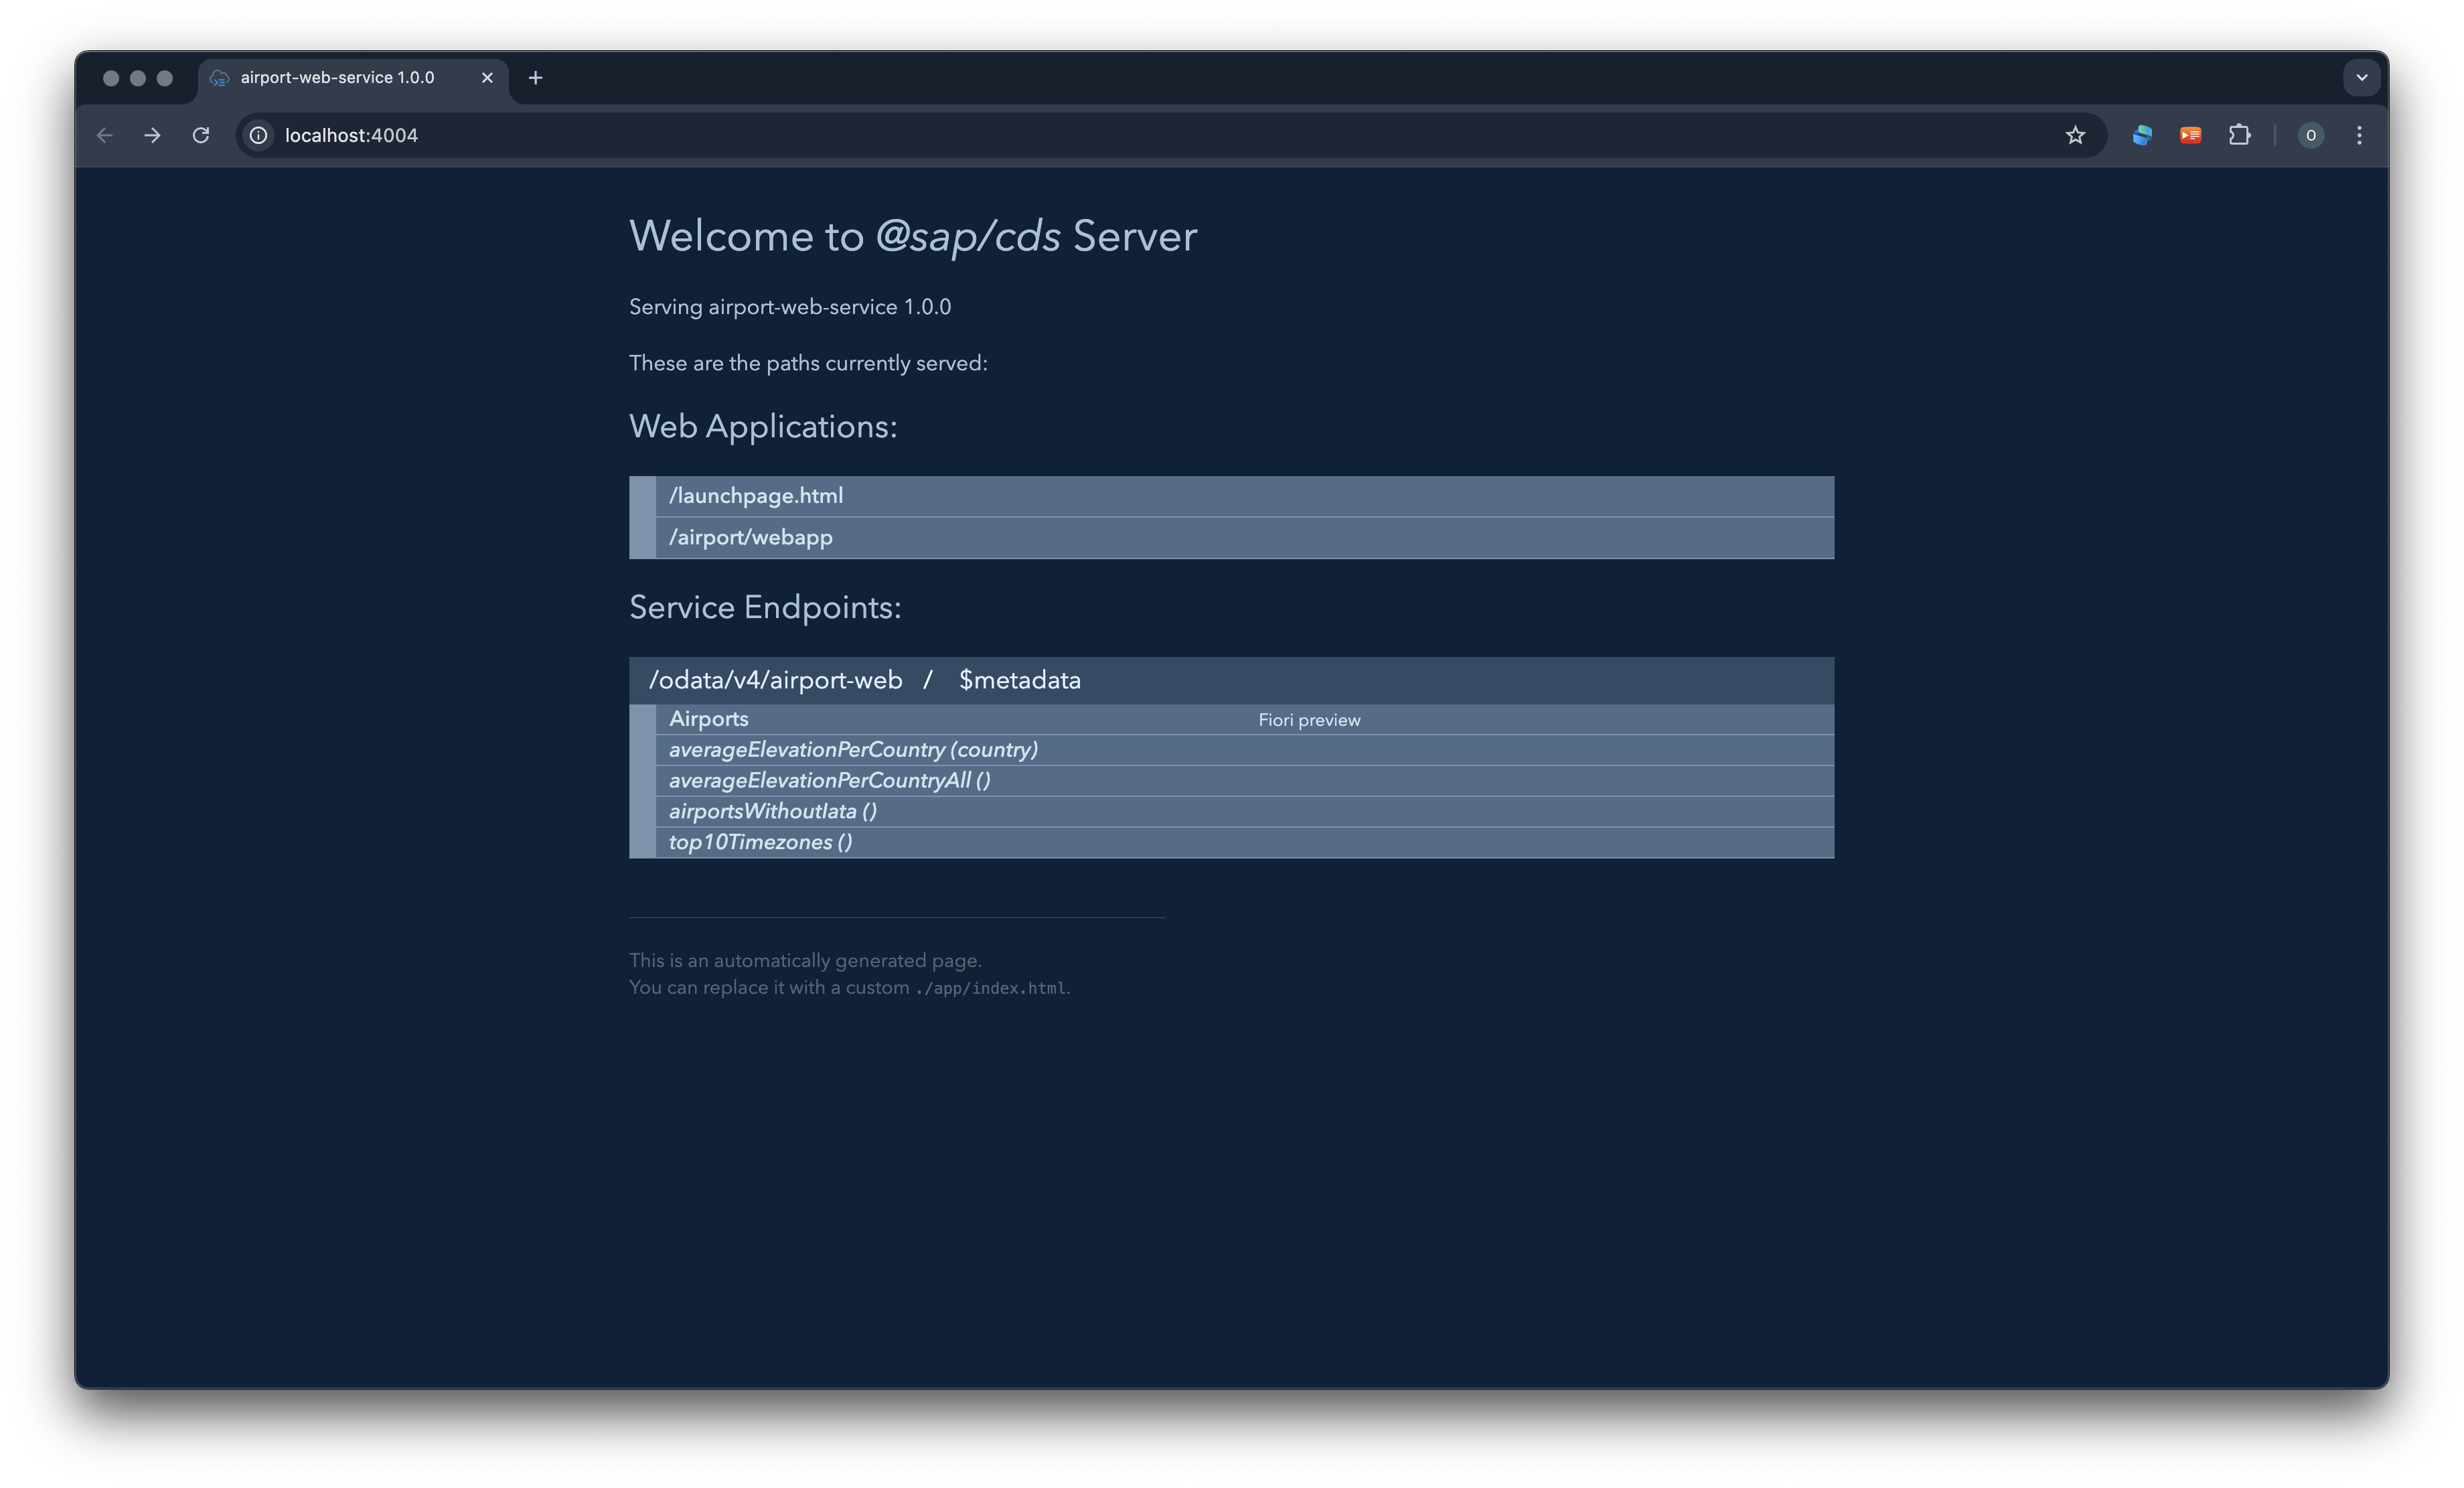 airport-web-service 1.0.0
localhost:4004
O
Welcome to @sap/cds Server
Serving airport-web-service 1.0.0
These are the paths currently served:
Web Applications:
/launchpage.html
/airport/webapp
Service Endpoints:
/odata/v4/airport-web / $metadata
Airports Fiori preview
averageElevationPerCountry (country)
averageElevationPerCountryAll ()
airportsWithoutIata ()
top10Timezones ()
This is an automatically generated page.
You can replace it with a custom ./app/index.html.